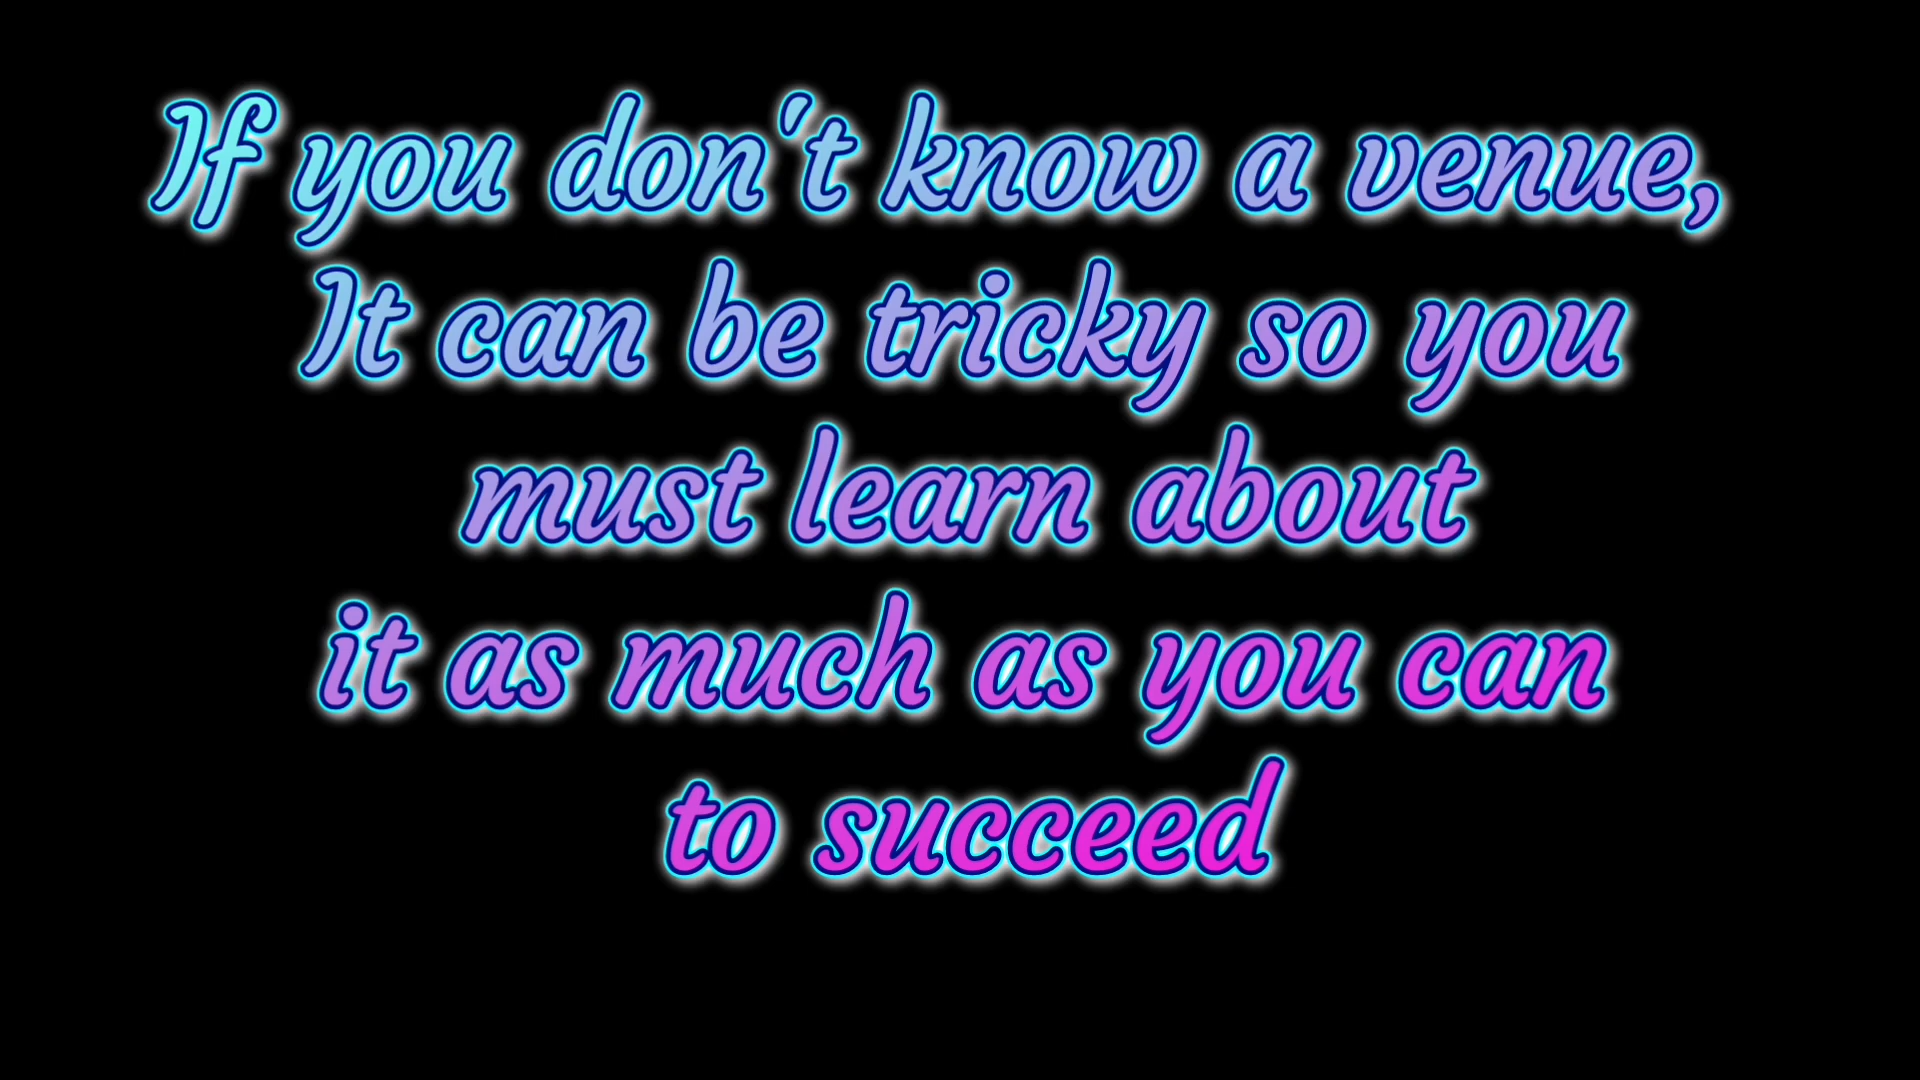 If you don't know a venue,
It can be tricky so you
must learn about
it as much as you can
to succeed